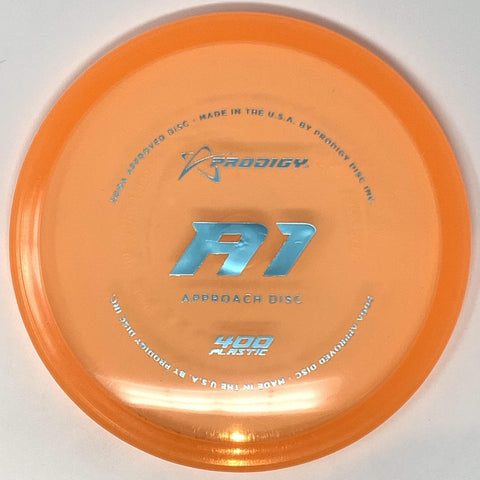 PDGA APPROVED DISC · MADE IN THE U.S.A. BY PRODIGY DISC INC.
PRODIGY
A1
APPROACH DISC
400
PLASTIC
PDGA APPROVED DISC · MADE IN THE U.S.A. BY PRODIGY DISC INC.